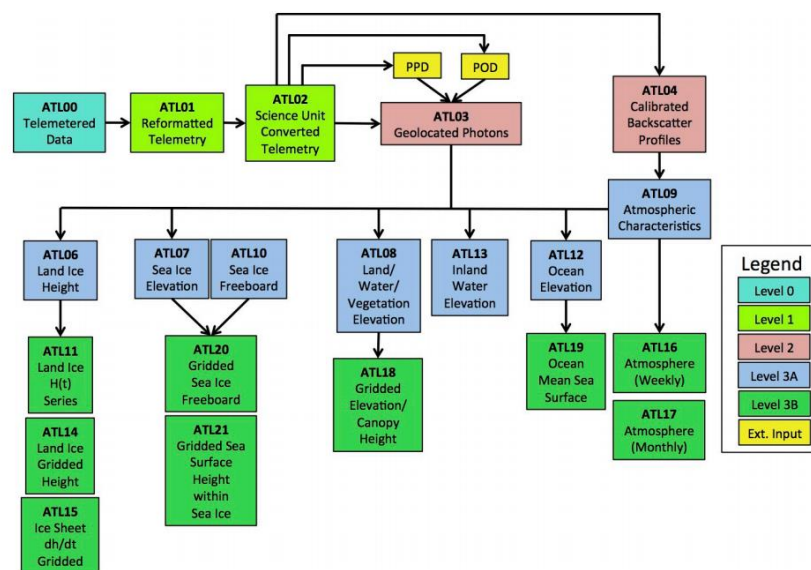 PPD
POD
ATL00
Telemetered
Data
ATL01
Reformatted
Telemetry
ATL02
Science Unit
Converted
Telemetry
ATL03
Geolocated Photons
ATL04
Calibrated
Backscatter
Profiles
ATL09
Atmospheric
Characteristics
ATL06
Land Ice
Height
ATL07
Sea Ice
Elevation
ATL10
Sea Ice
Freeboard
ATL08
Land/
Water/
Vegetation
Elevation
ATL13
Inland
Water
Elevation
ATL12
Ocean
Elevation
ATL11
Land Ice
H(t)
Series
ATL20
Gridded
Sea Ice
Freeboard
ATL18
Gridded
Elevation/
Canopy
Height
ATL19
Ocean
Mean Sea
Surface
ATL16
Atmosphere
(Weekly)
ATL14
Land Ice
Gridded
Height
ATL21
Gridded Sea
Surface
Height
within
Sea Ice
ATL17
Atmosphere
(Monthly)
ATL15
Ice Sheet
dh/dt
Gridded
Legend
Level 0
Level 1
Level 2
Level 3A
Level 3B
Ext. Input